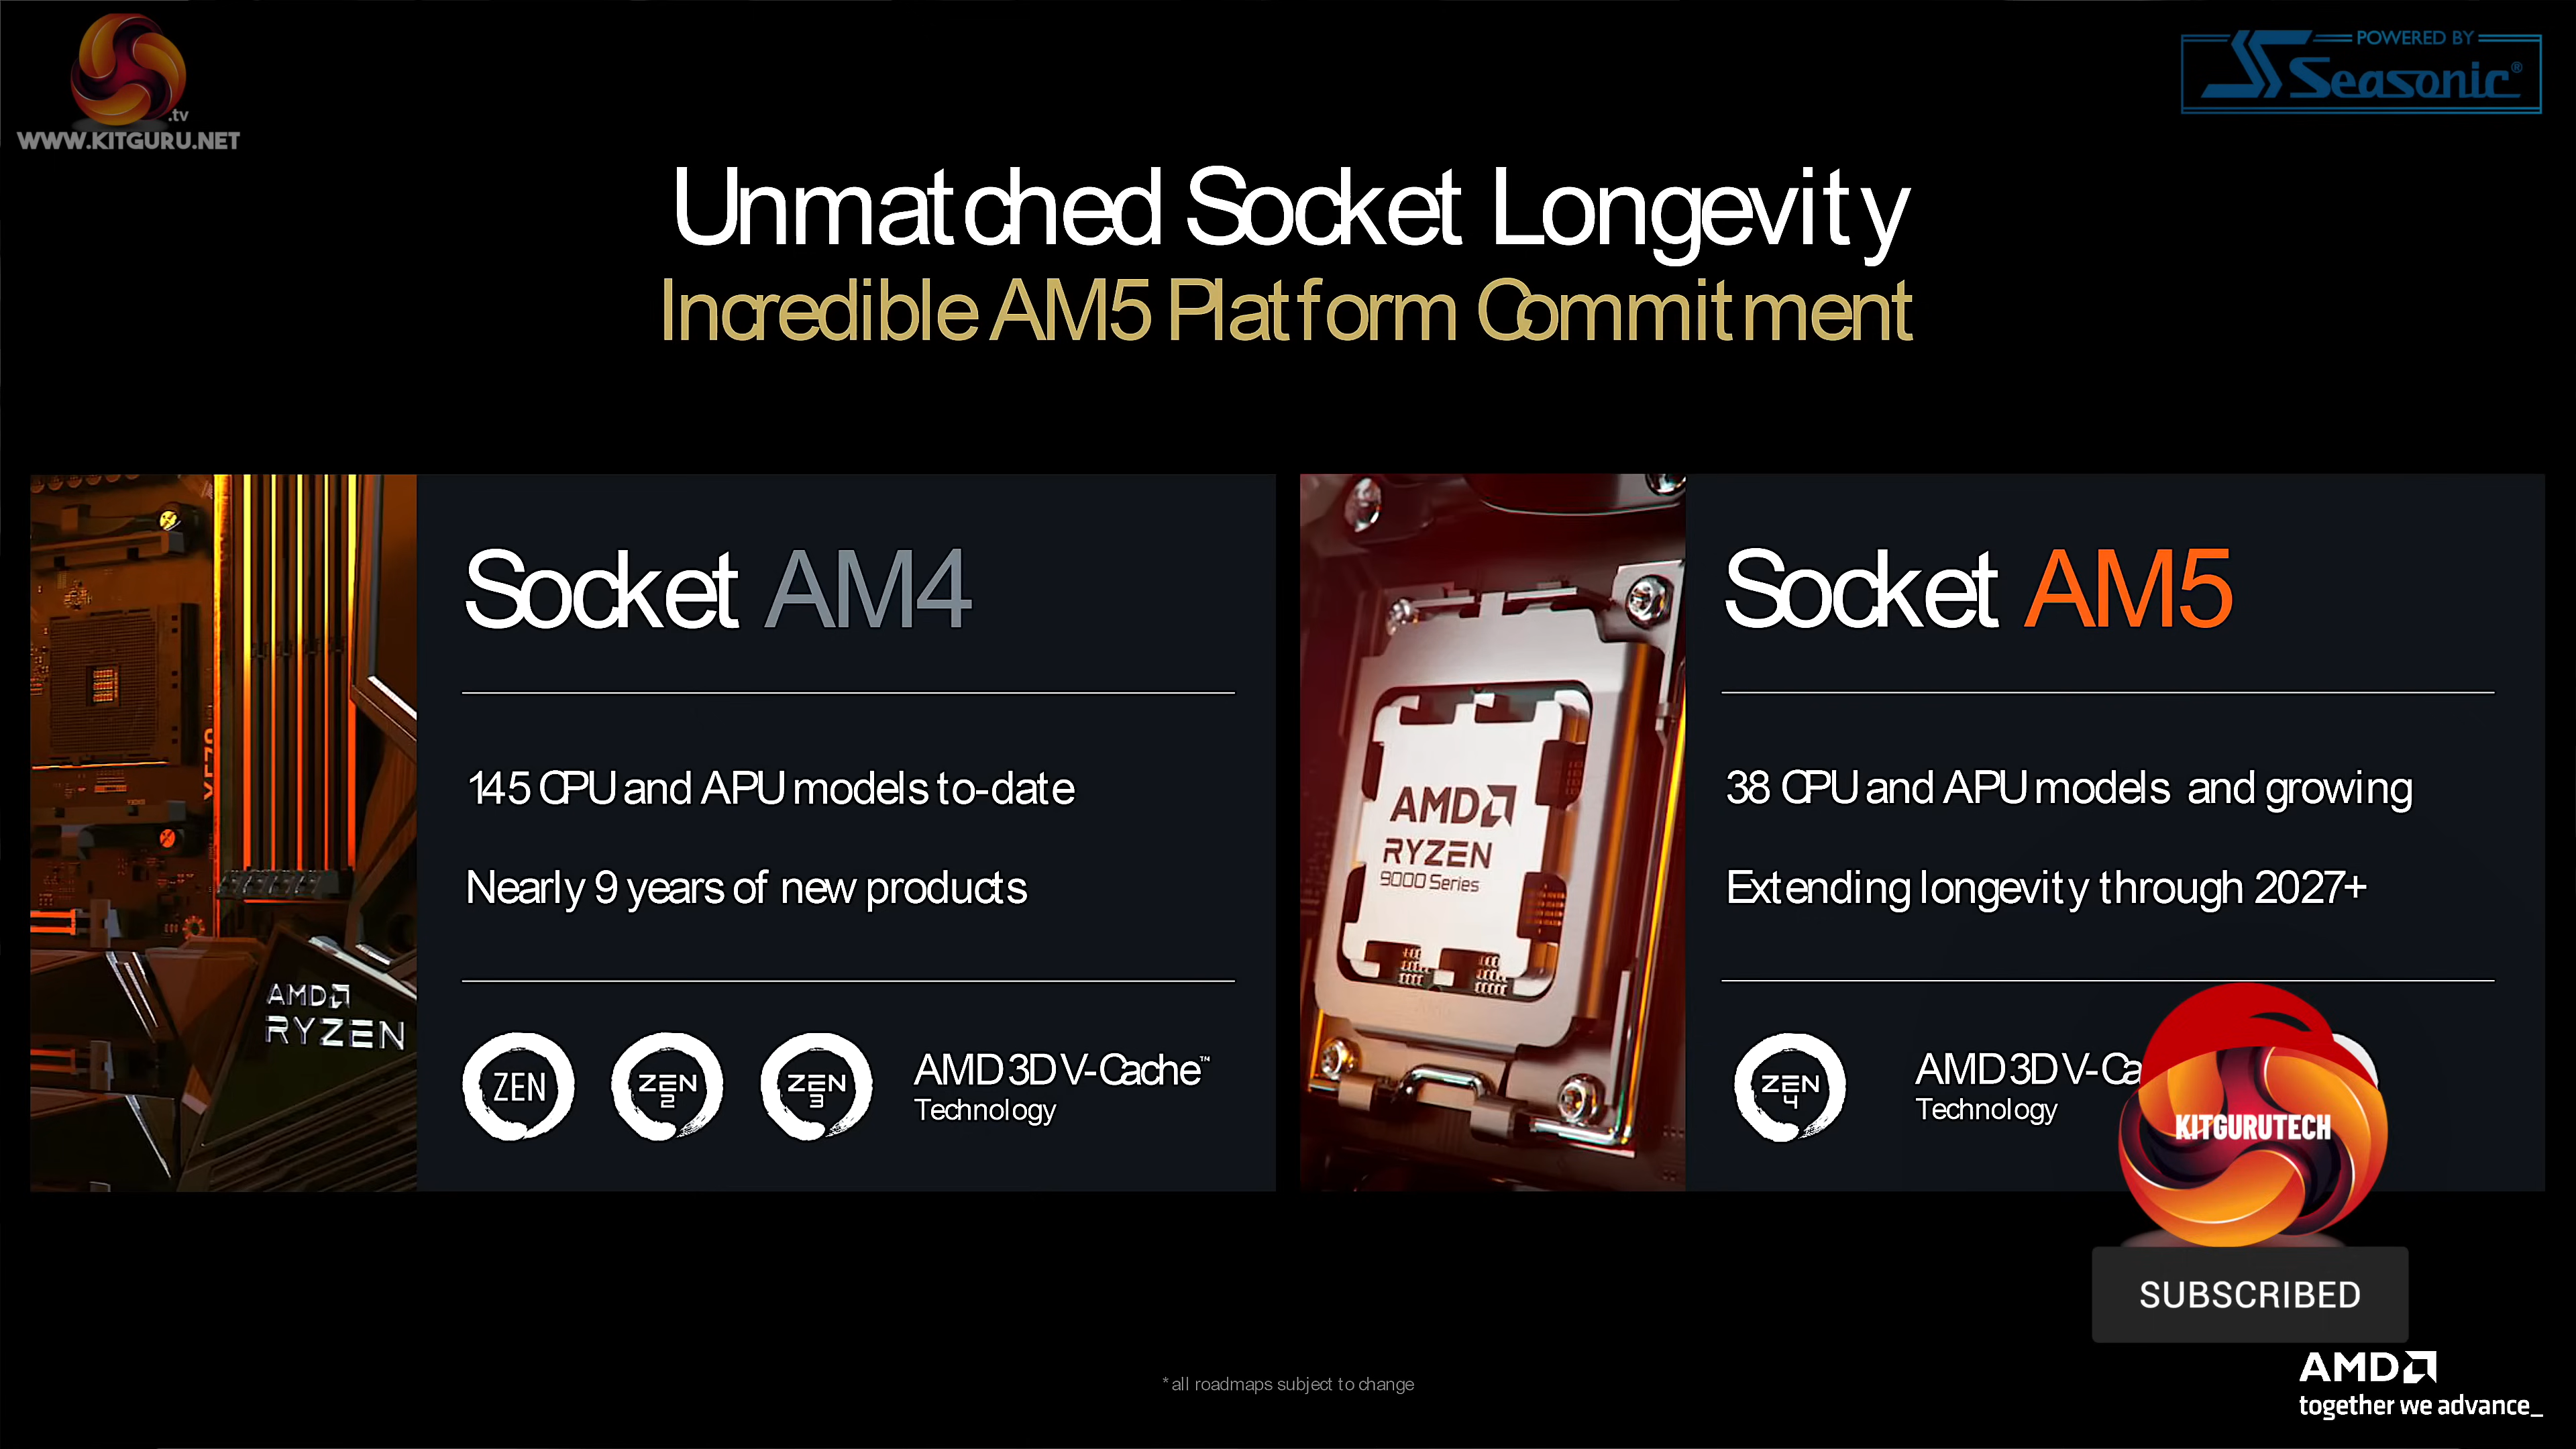 .tv
WWW.KITGURU.NET
POWERED BY
Seasonic®
Unmatched Socket Longevity
Incredible AM5 Platform Commitment
Socket AM4
145 CPU and APU models to-date
Nearly 9 years of new products
ZEN
ZEN 2
ZEN 3
AMD 3D V-Cache™
Technology
AMD
RYZEN
AMD
RYZEN
9000 Series
Socket AM5
38 CPU and APU models and growing
Extending longevity through 2027+
ZEN 4
AMD 3D V-Ca
Technology
KITGURUTECH
SUBSCRIBED
* all roadmaps subject to change
AMD
together we advance_